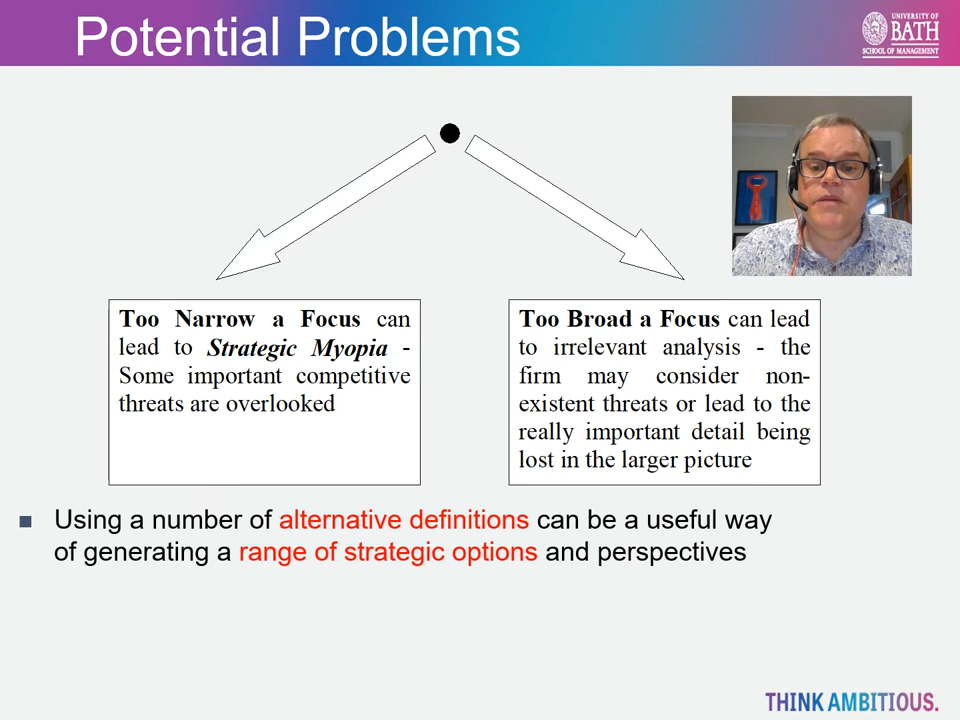 Potential Problems
UNIVERSITY OF
BATH
SCHOOL OF MANAGEMENT
Too Narrow a Focus can
lead to Strategic Myopia -
Some important competitive
threats are overlooked
Too Broad a Focus can lead
to irrelevant analysis - the
firm may consider non-
existent threats or lead to the
really important detail being
lost in the larger picture
Using a number of alternative definitions can be a useful way
of generating a range of strategic options and perspectives
THINK AMBITIOUS.